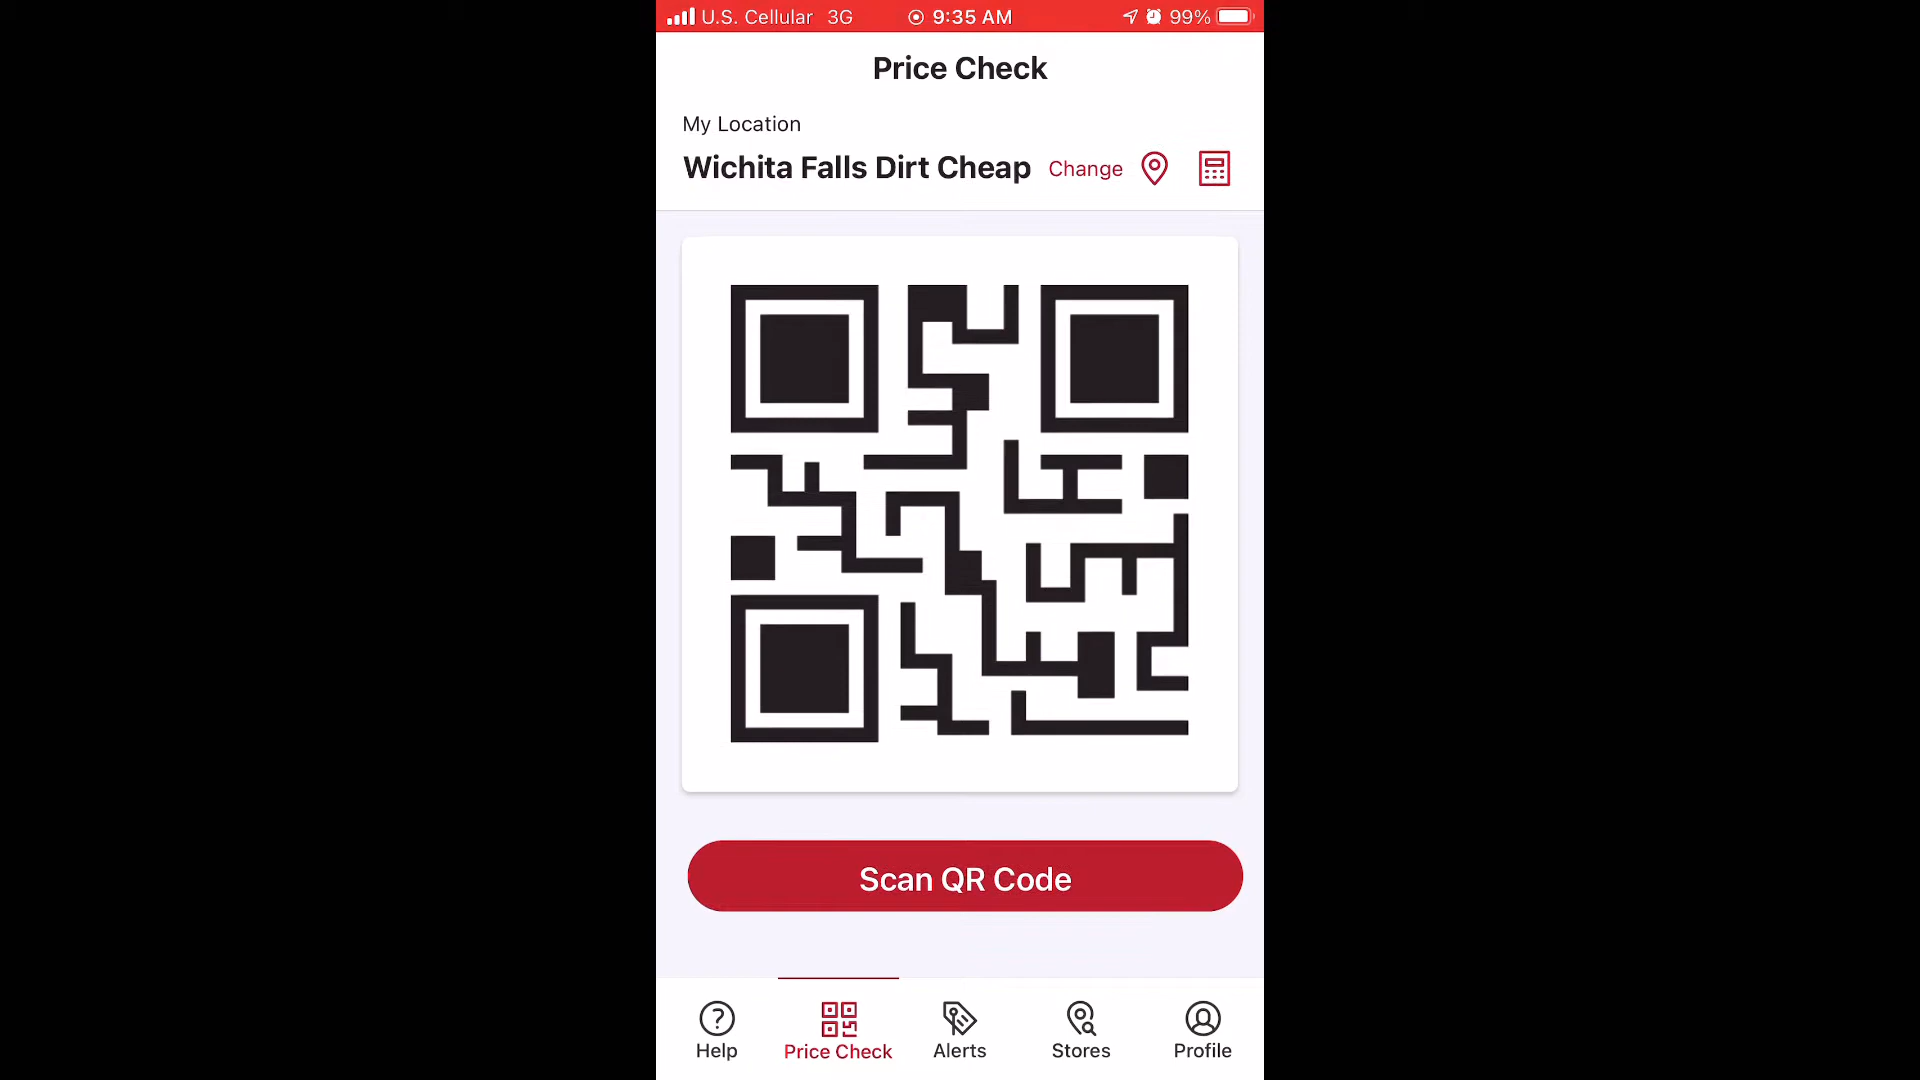 U.S. Cellular 3G 9:35 AM 99%
Price Check
My Location
Wichita Falls Dirt Cheap Change
Scan QR Code
Help Price Check Alerts Stores Profile